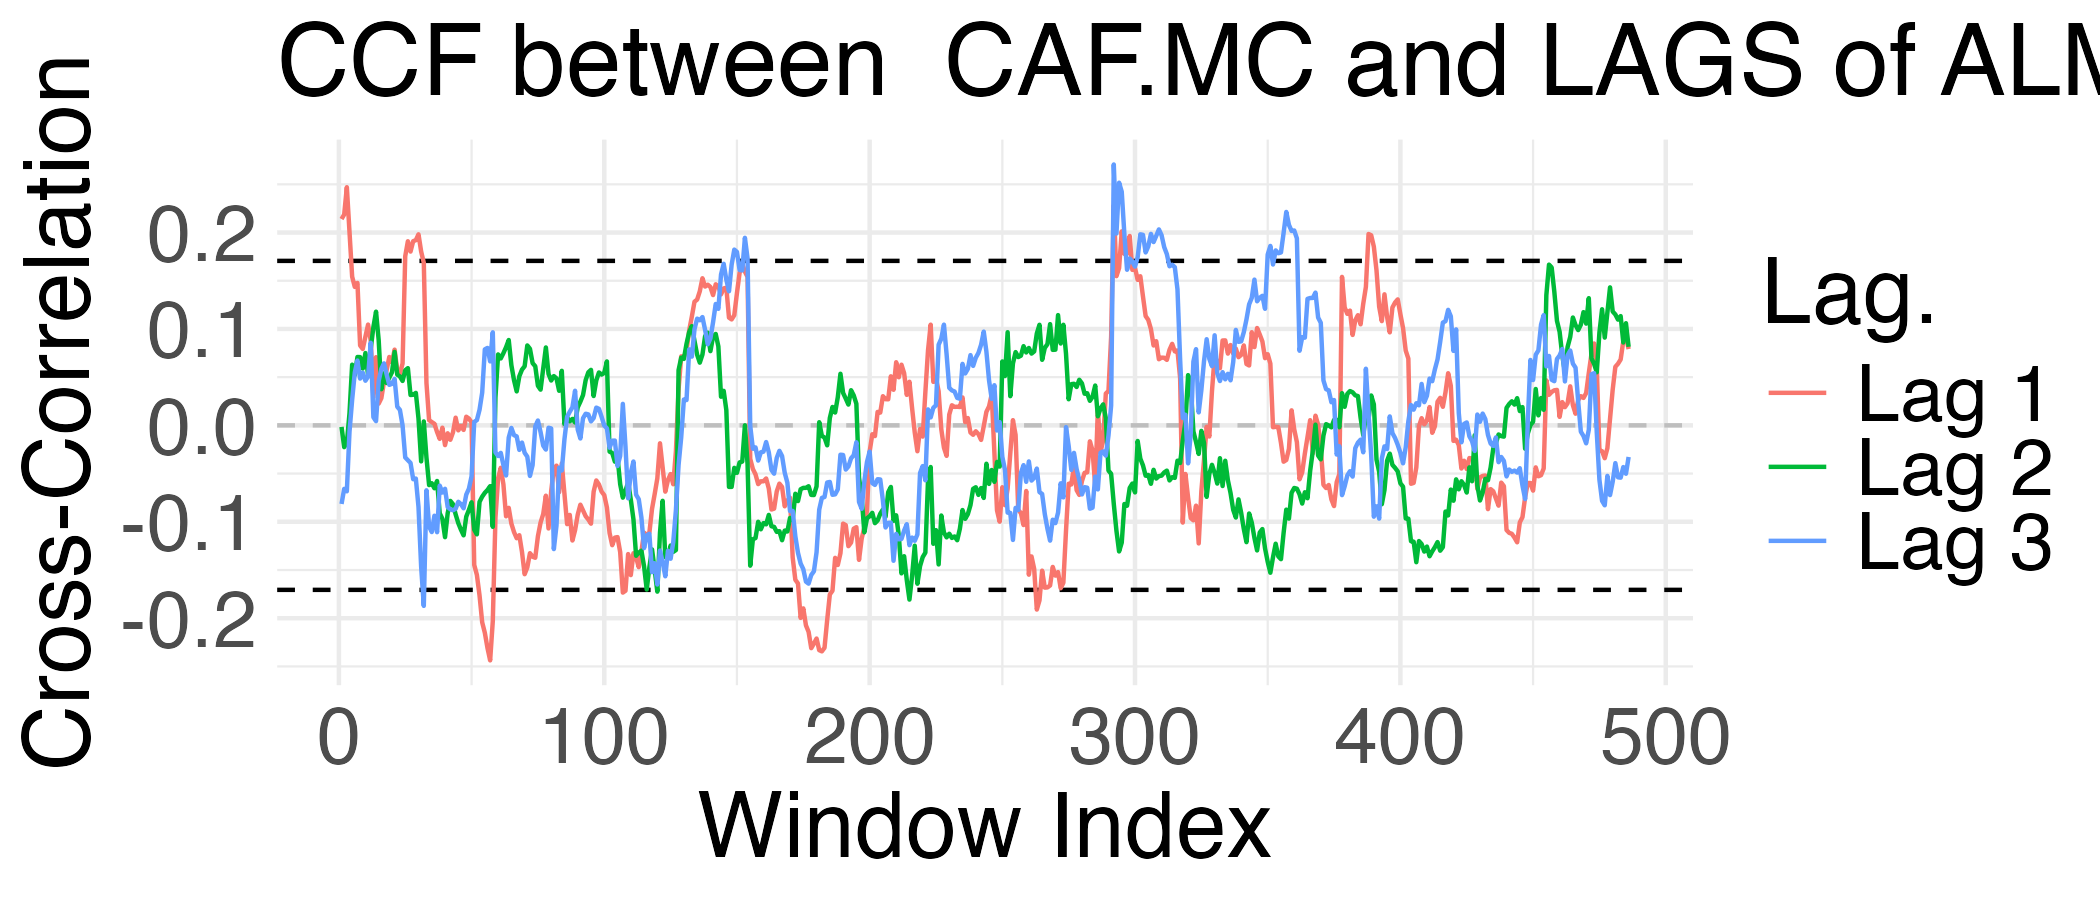 CCF between  CAF.MC and LAGS of ALM
Cross-Correlation
0.2
0.1
0.0
-0.1
-0.2
0 100 200 300 400 500
Window Index
Lag.
Lag 1
Lag 2
Lag 3